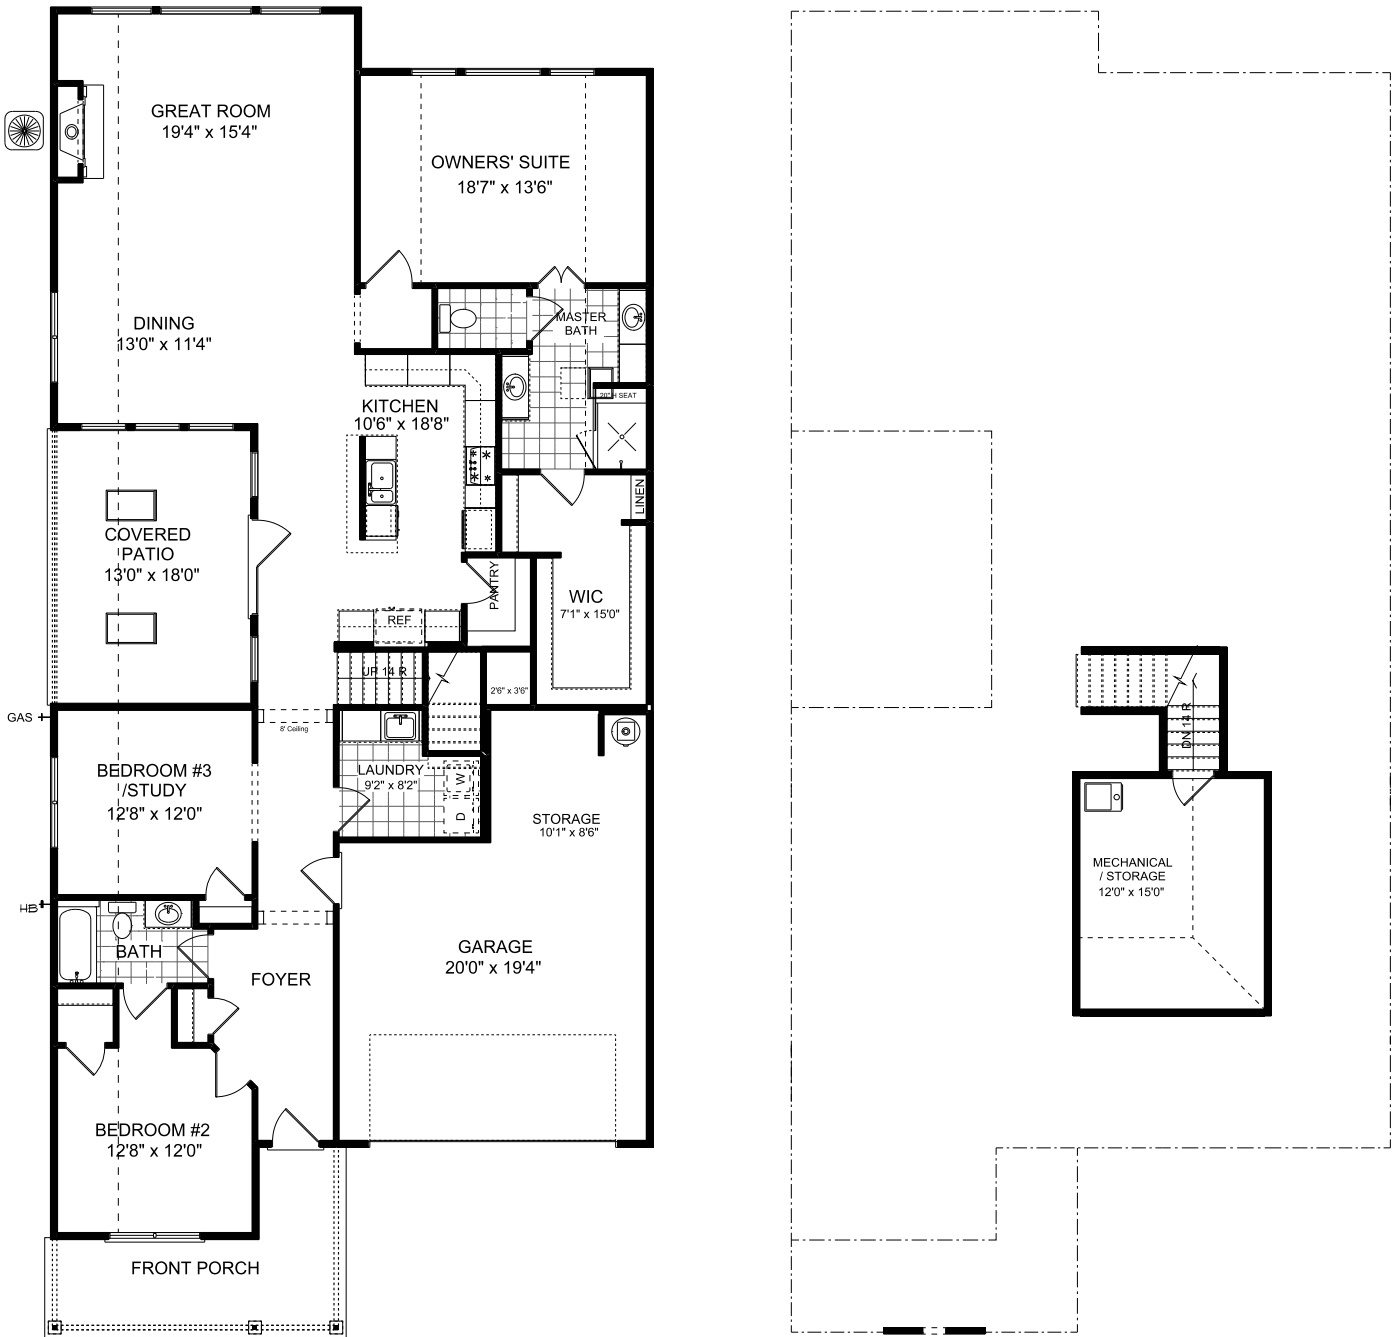 GREAT ROOM
19'4" x 15'4"
OWNERS' SUITE
18'7" x 13'6"
DINING
13'0" x 11'4"
MASTER
BATH
20" H SEAT
KITCHEN
10'6" x 18'8"
LINEN
COVERED
PATIO
13'0" x 18'0"
PANTRY
WIC
7'1" x 15'0"
REF
UP 14 R
2'6" x 3'6"
GAS
8' Ceiling
BEDROOM #3
/STUDY
12'8" x 12'0"
LAUNDRY
9'2" x 8'2"
W
D
STORAGE
10'1" x 8'6"
HB
BATH
FOYER
GARAGE
20'0" x 19'4"
BEDROOM #2
12'8" x 12'0"
FRONT PORCH
DN 14 R
MECHANICAL
/ STORAGE
12'0" x 15'0"